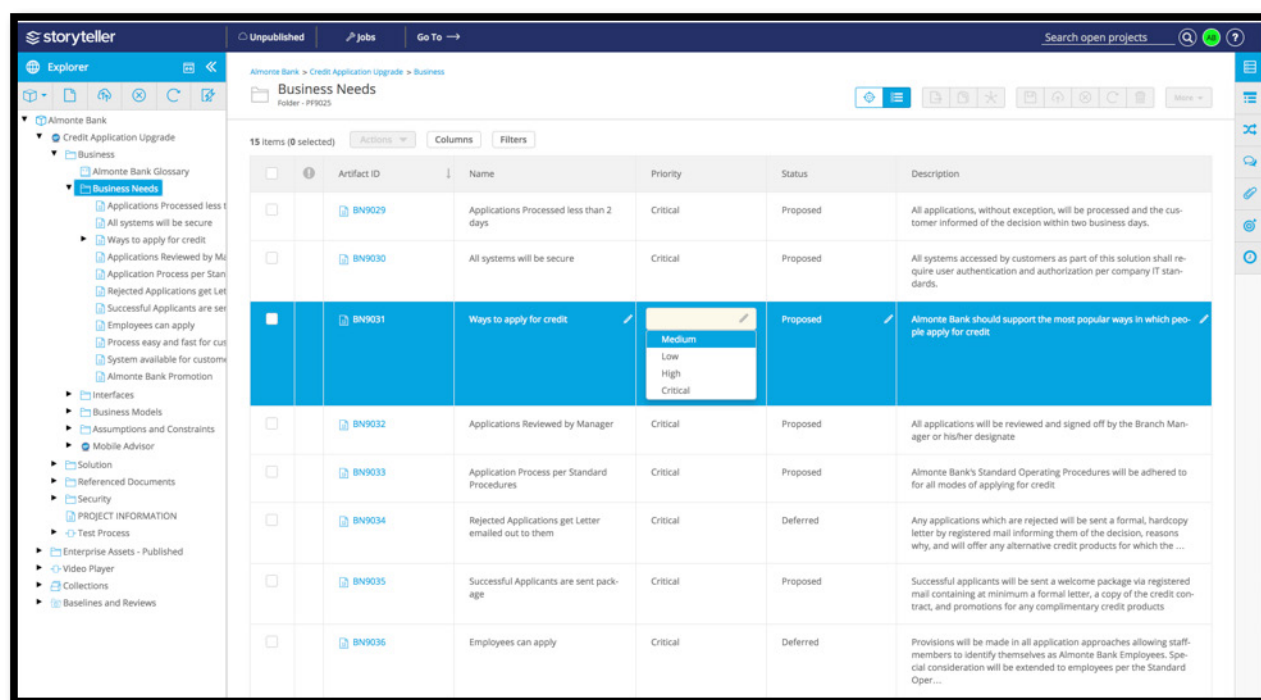 storyteller
Unpublished
Jobs
Go To →
Search open projects
AB
?
Explorer
Almonte Bank
Credit Application Upgrade
Business
Almonte Bank Glossary
Business Needs
Applications Processed less t
All systems will be secure
Ways to apply for credit
Applications Reviewed by Ma
Application Process per Stan
Rejected Applications get Let
Successful Applicants are ser
Employees can apply
Process easy and fast for cus
System available for custome
Almonte Bank Promotion
Interfaces
Business Models
Assumptions and Constraints
Mobile Advisor
Solution
Referenced Documents
Security
PROJECT INFORMATION
Test Process
Enterprise Assets - Published
Video Player
Collections
Baselines and Reviews
Almonte Bank > Credit Application Upgrade > Business
Business Needs
Folder - PF9025
More
15 items (0 selected)
Actions
Columns
Filters
Artifact ID ↓ Name Priority Status Description
BN9029
Applications Processed less than 2
days
Critical
Proposed
All applications, without exception, will be processed and the cus-
tomer informed of the decision within two business days.
BN9030
All systems will be secure
Critical
Proposed
All systems accessed by customers as part of this solution shall re-
quire user authentication and authorization per company IT stan-
dards.
BN9031
Ways to apply for credit
Medium
Low
High
Critical
Proposed
Almonte Bank should support the most popular ways in which peo-
ple apply for credit
BN9032
Applications Reviewed by Manager
Critical
Proposed
All applications will be reviewed and signed off by the Branch Man-
ager or his/her designate
BN9033
Application Process per Standard
Procedures
Critical
Proposed
Almonte Bank's Standard Operating Procedures will be adhered to
for all modes of applying for credit
BN9034
Rejected Applications get Letter
emailed out to them
Critical
Deferred
Any applications which are rejected will be sent a formal, hardcopy
letter by registered mail informing them of the decision, reasons
why, and will offer any alternative credit products for which the ...
BN9035
Successful Applicants are sent pack-
age
Critical
Proposed
Successful applicants will be sent a welcome package via registered
mail containing at minimum a formal letter, a copy of the credit con-
tract, and promotions for any complimentary credit products
BN9036
Employees can apply
Critical
Deferred
Provisions will be made in all application approaches allowing staff-
members to identify themselves as Almonte Bank Employees. Spe-
cial consideration will be extended to employees per the Standard
Oper...